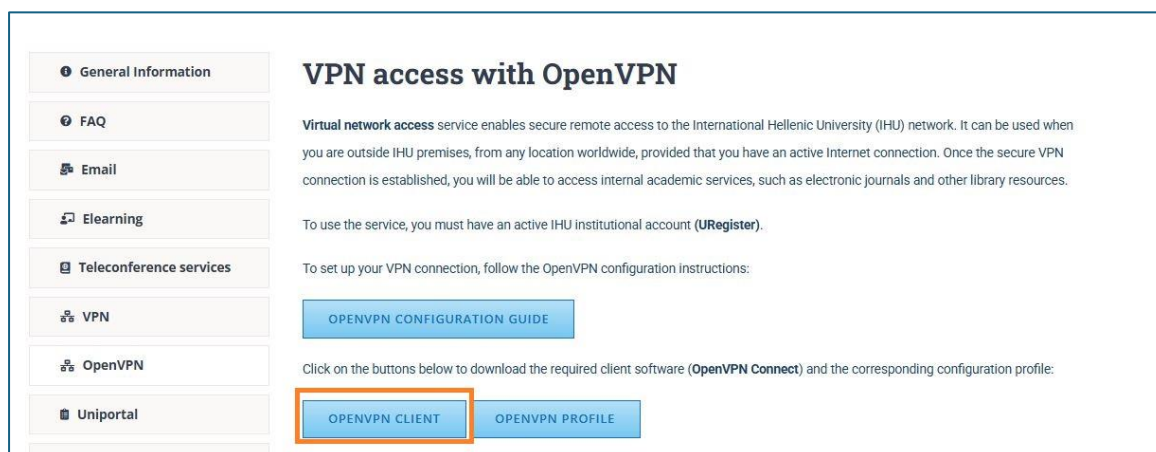 General Information
FAQ
Email
Elearning
Teleconference services
VPN
OpenVPN
Uniportal
VPN access with OpenVPN
Virtual network access service enables secure remote access to the International Hellenic University (IHU) network. It can be used when
you are outside IHU premises, from any location worldwide, provided that you have an active Internet connection. Once the secure VPN
connection is established, you will be able to access internal academic services, such as electronic journals and other library resources.
To use the service, you must have an active IHU institutional account (URegister).
To set up your VPN connection, follow the OpenVPN configuration instructions:
OPENVPN CONFIGURATION GUIDE
Click on the buttons below to download the required client software (OpenVPN Connect) and the corresponding configuration profile:
OPENVPN CLIENT
OPENVPN PROFILE